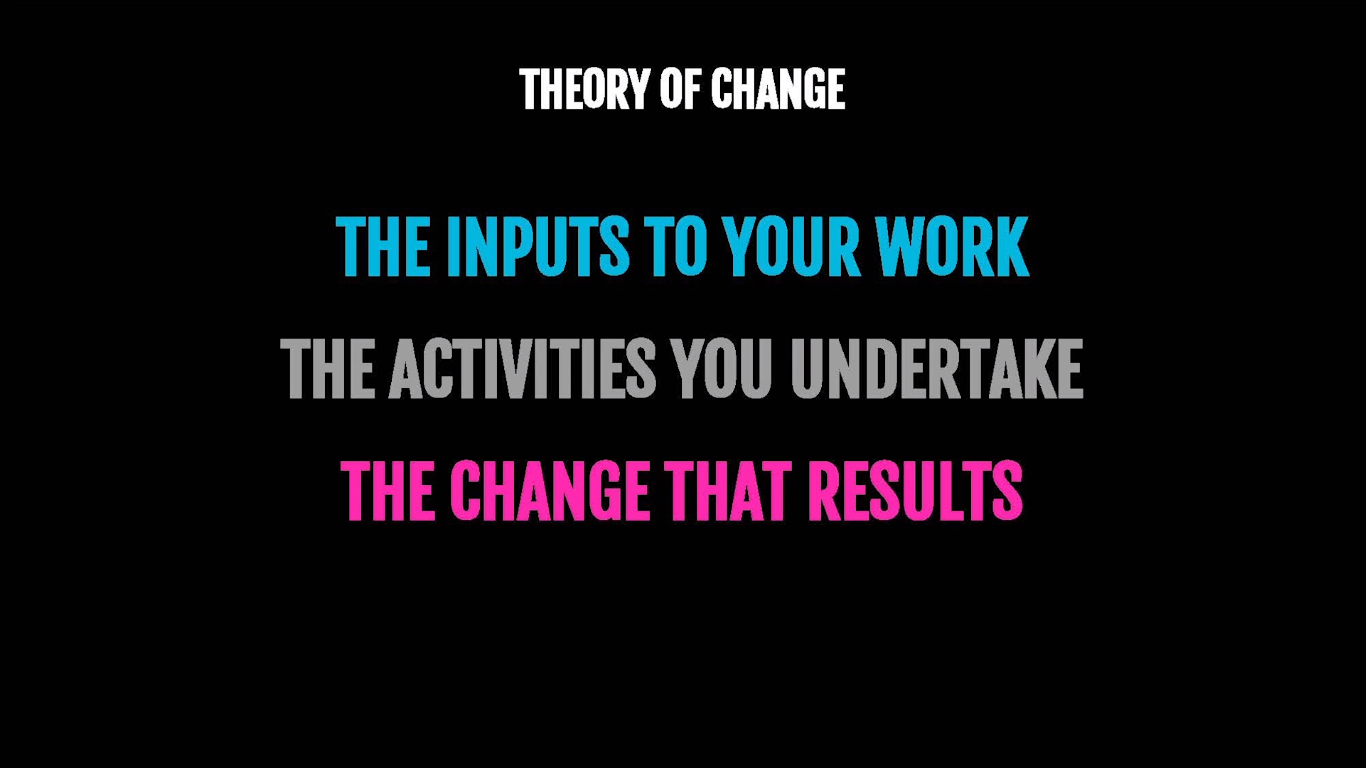 THEORY OF CHANGE
THE INPUTS TO YOUR WORK
THE ACTIVITIES YOU UNDERTAKE
THE CHANGE THAT RESULTS